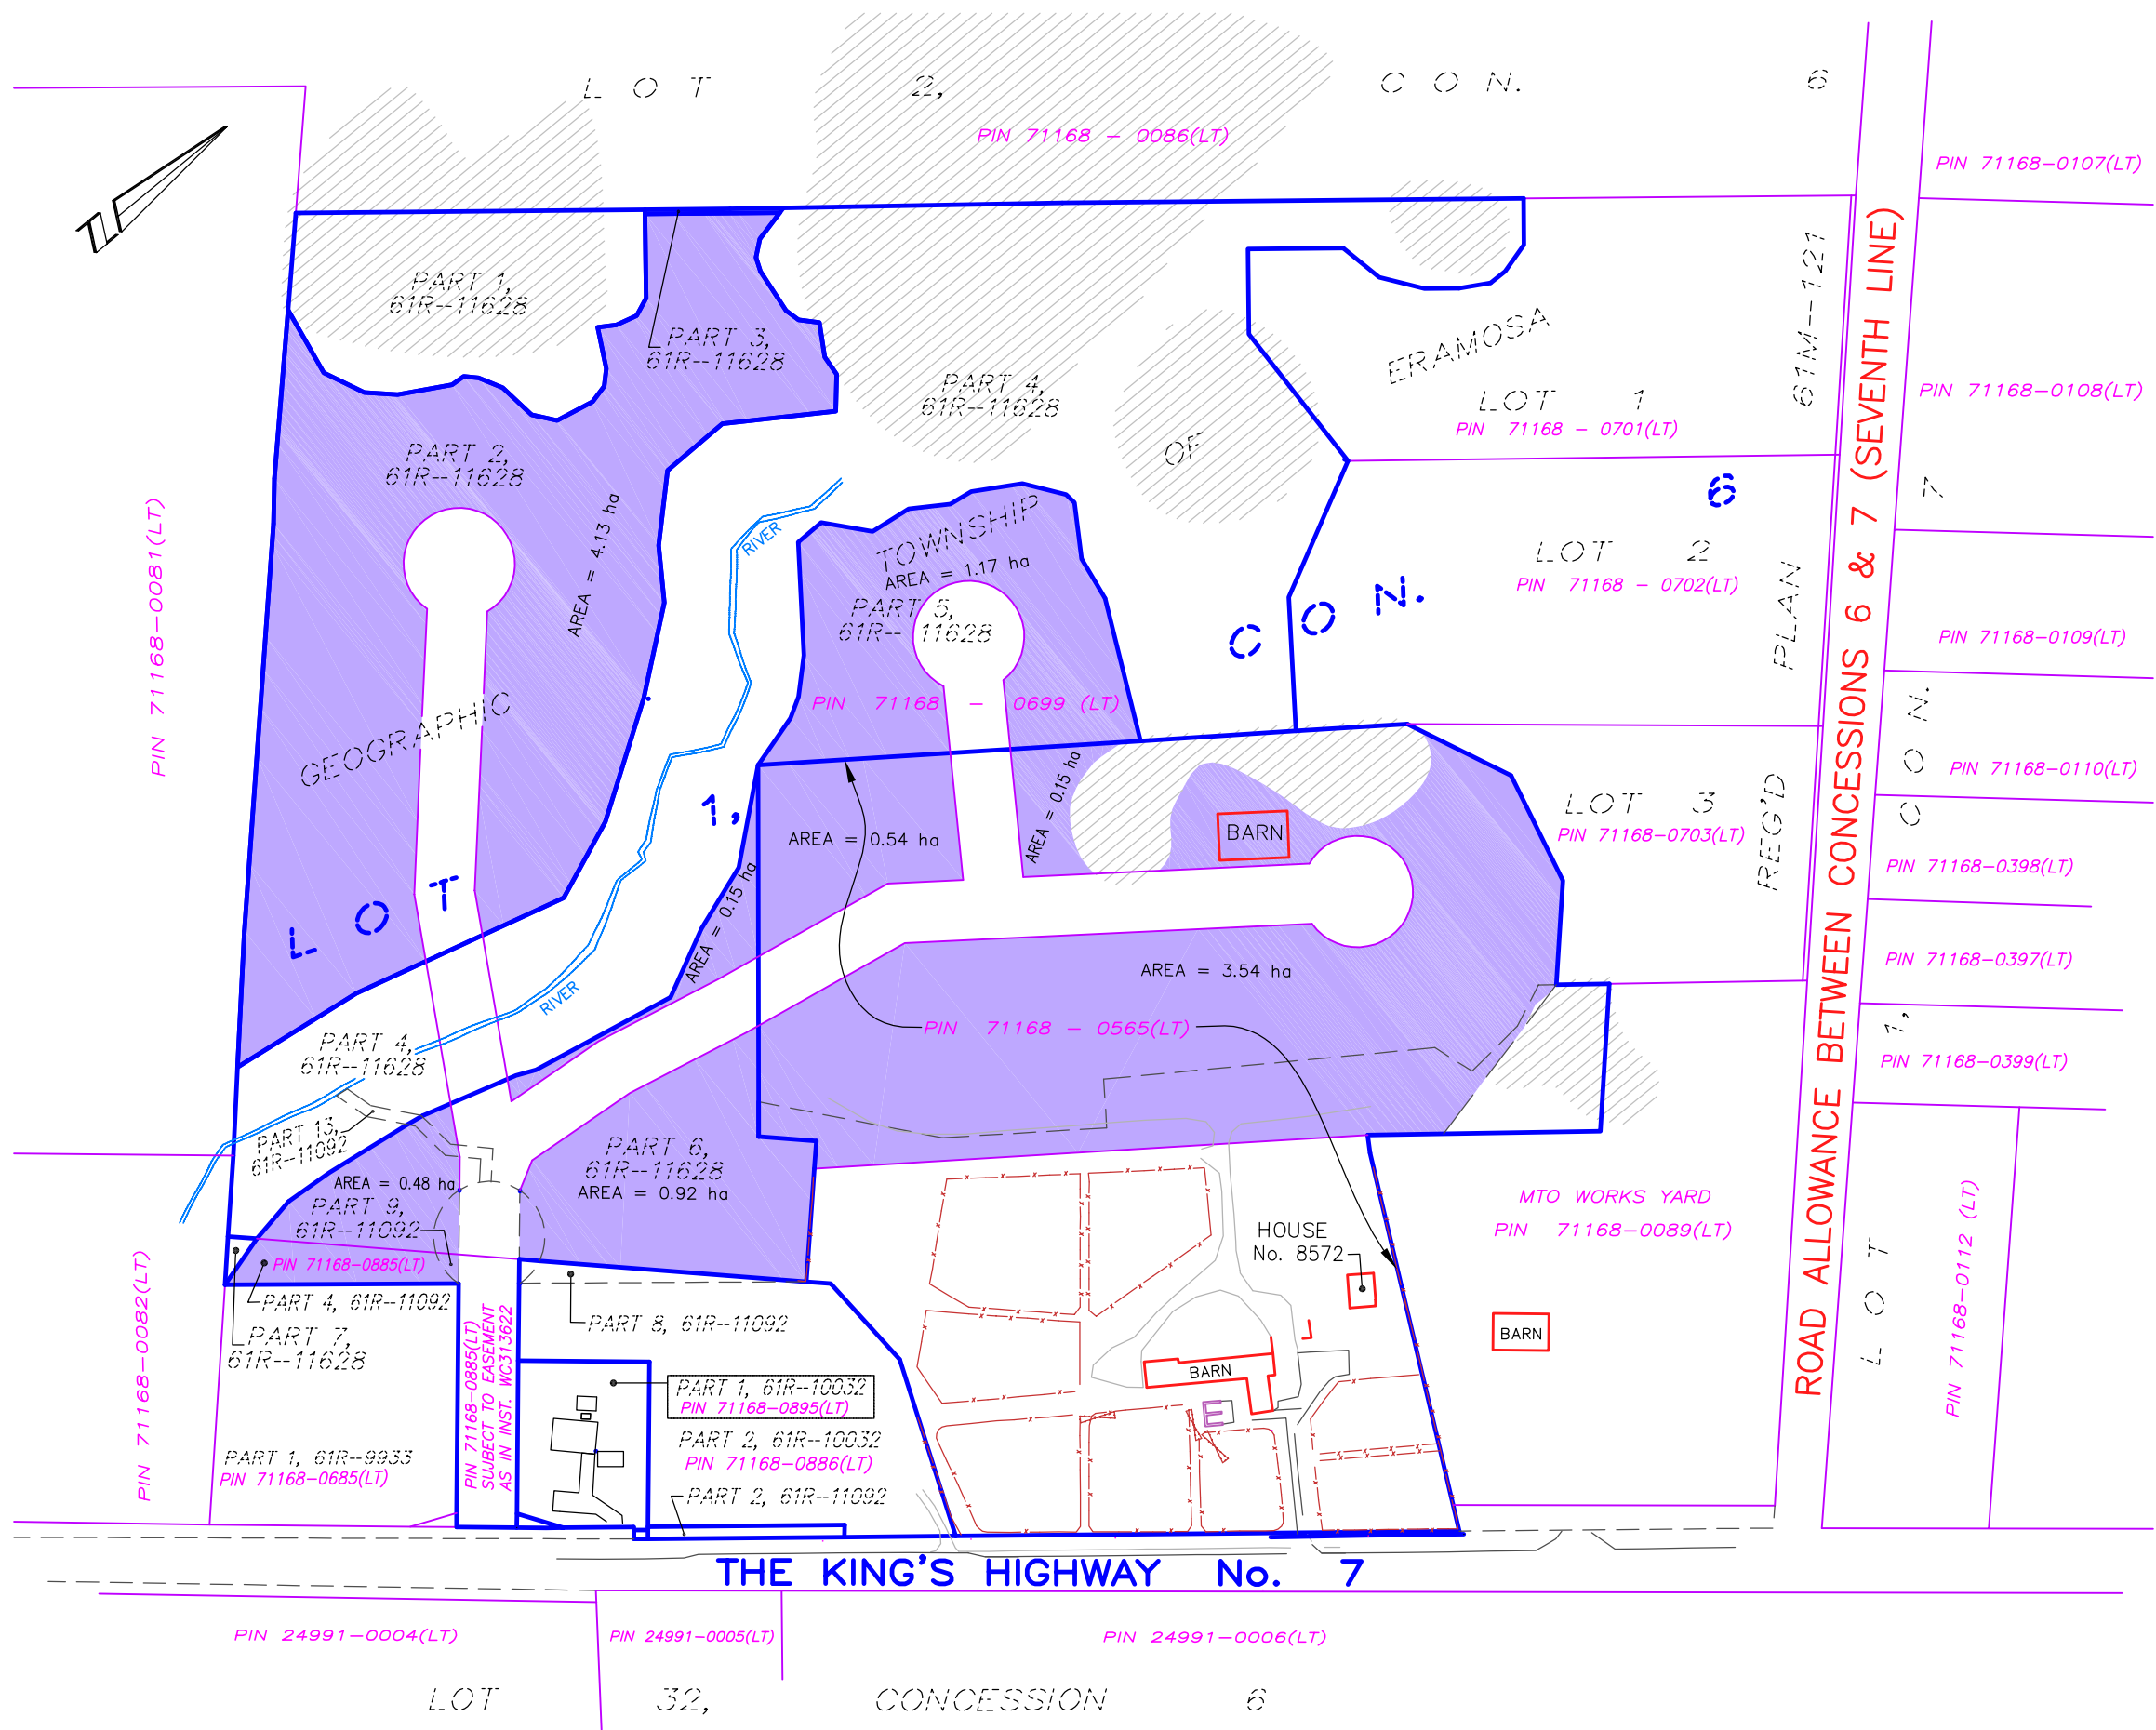 LOT 2, CON. 6
PIN 71168 - 0086(LT)
PIN 71168-0107(LT)
PART 1,
61R--11628
PART 3,
61R--11628
PART 4,
61R--11628
ERAMOSA
LOT 1
PIN 71168 - 0701(LT)
61M--121
PIN 71168-0108(LT)
PART 2,
61R--11628
AREA = 4.13 ha
OF
6
7
RIVER
TOWNSHIP
AREA = 1.17 ha
PART 5,
61R-- 11628
LOT 2
PIN 71168 - 0702(LT)
CON.
PLAN
PIN 71168-0109(LT)
PIN 71168-0081(LT)
GEOGRAPHIC
PIN 71168 - 0699 (LT)
CON.
PIN 71168-0110(LT)
1,
AREA = 0.54 ha
AREA = 0.15 ha
BARN
LOT 3
PIN 71168-0703(LT)
REG'D
PIN 71168-0398(LT)
LOT
AREA = 0.15 ha
AREA = 3.54 ha
PIN 71168-0397(LT)
RIVER
PIN 71168 - 0565(LT)
1,
PIN 71168-0399(LT)
PART 4,
61R--11628
PART 13,
61R--11092
PART 6,
61R--11628
AREA = 0.92 ha
AREA = 0.48 ha
PART 9,
61R--11092
PIN 71168-0885(LT)
MTO WORKS YARD
PIN 71168-0089(LT)
HOUSE
No. 8572
PART 4, 61R--11092
PART 7,
61R--11628
PART 8, 61R--11092
BARN
BARN
LOT
PIN 71168-0112 (LT)
ROAD ALLOWANCE BETWEEN CONCESSIONS 6 & 7 (SEVENTH LINE)
PIN 71168-0082(LT)
PIN 71168-0885(LT)
SUJBECT TO EASEMENT
AS IN INST. WC313622
PART 1, 61R--10032
PIN 71168-0895(LT)
E
PART 2, 61R--10032
PIN 71168-0886(LT)
PART 1, 61R--9933
PIN 71168-0685(LT)
PART 2, 61R--11092
THE KING'S HIGHWAY No. 7
PIN 24991-0004(LT)
PIN 24991-0005(LT)
PIN 24991-0006(LT)
LOT 32, CONCESSION 6